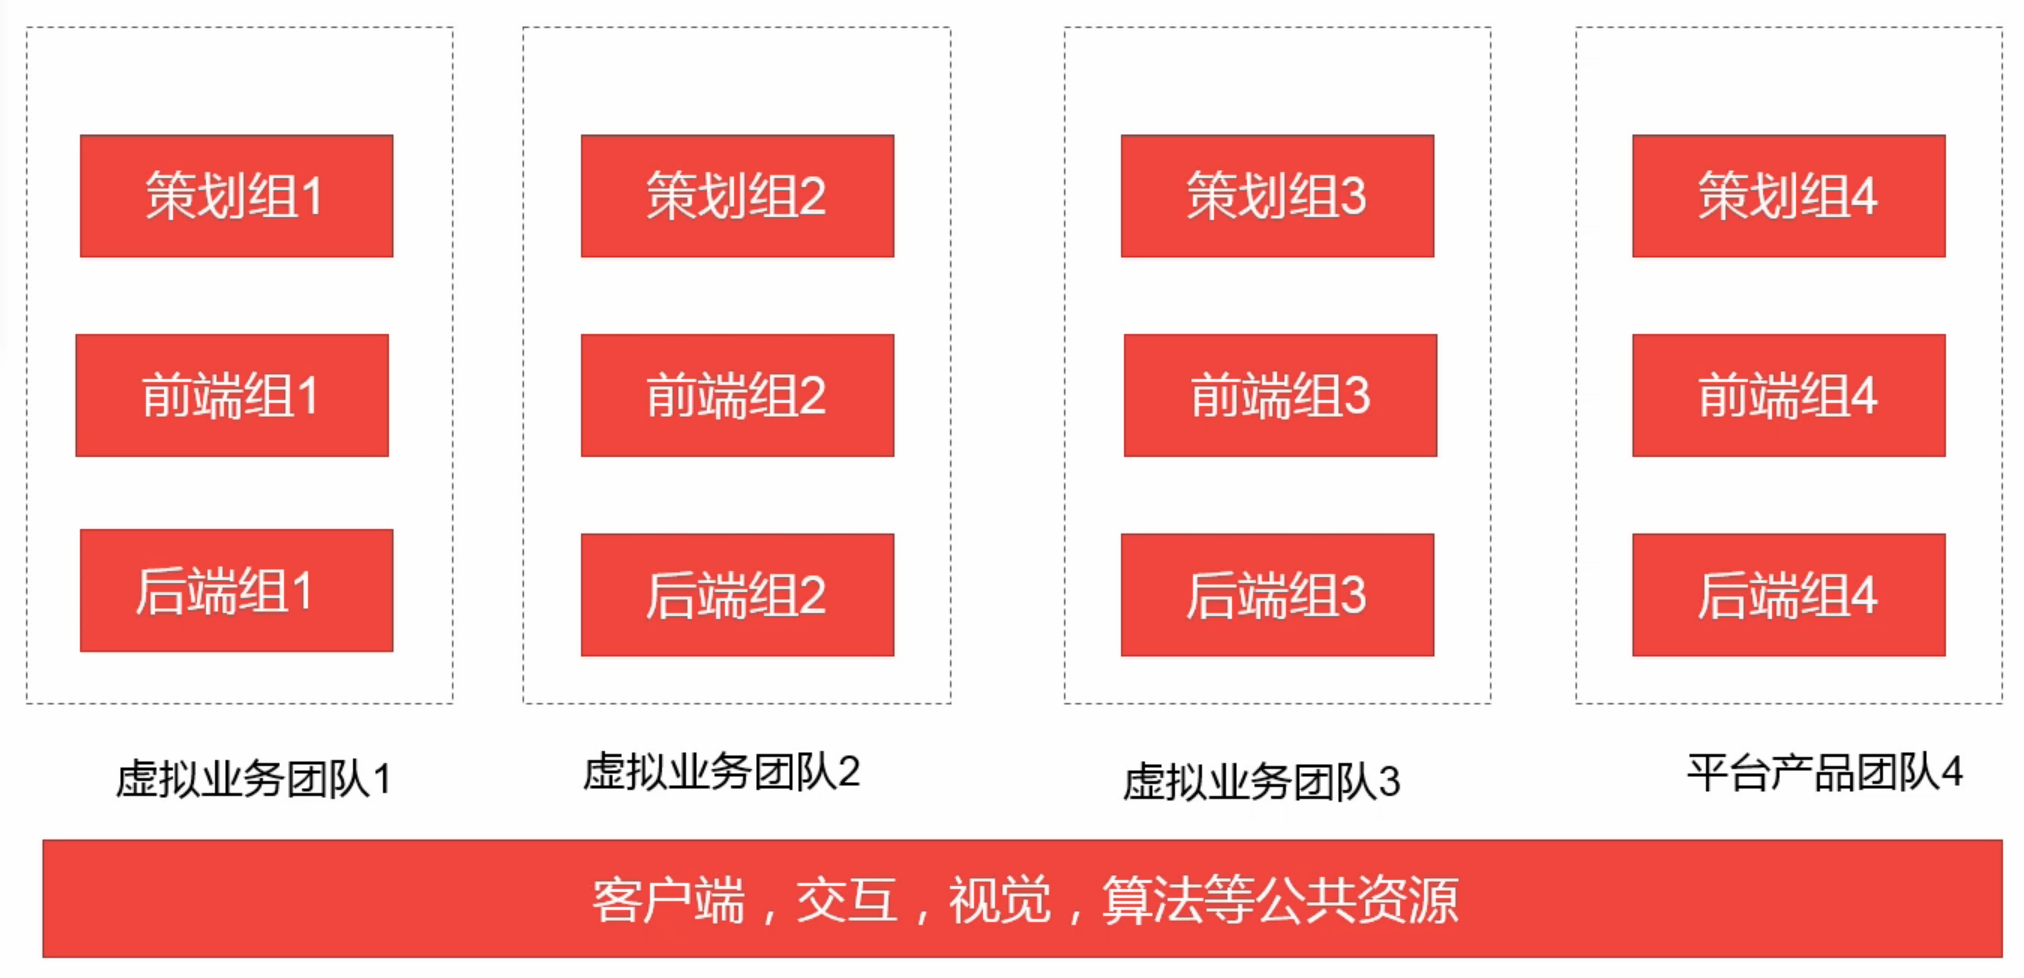 策划组1
策划组2
策划组3
策划组4
前端组1
前端组2
前端组3
前端组4
后端组1
后端组2
后端组3
后端组4
虚拟业务团队1
虚拟业务团队2
虚拟业务团队3
平台产品团队4
客户端，交互，视觉，算法等公共资源